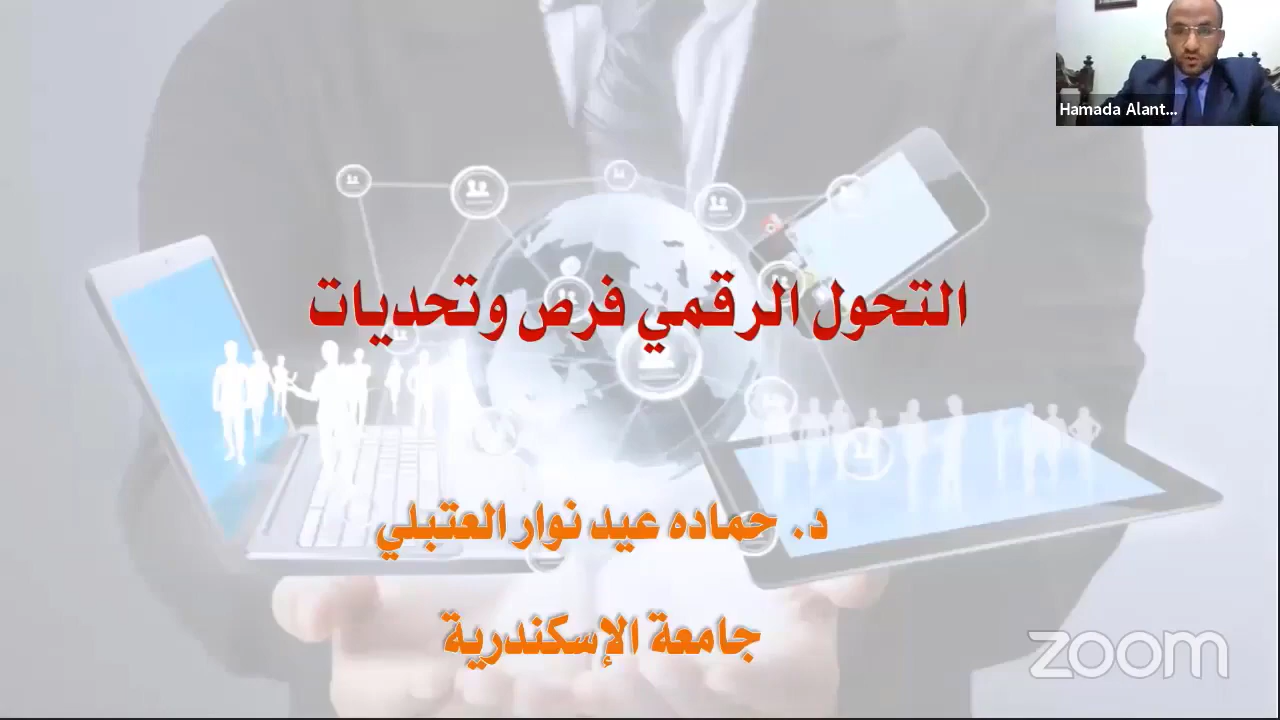 Hamada Alant...
التحول الرقمي فرص وتحديات
د. حماده عيد نوار العتبلي
جامعة الإسكندرية
zoom